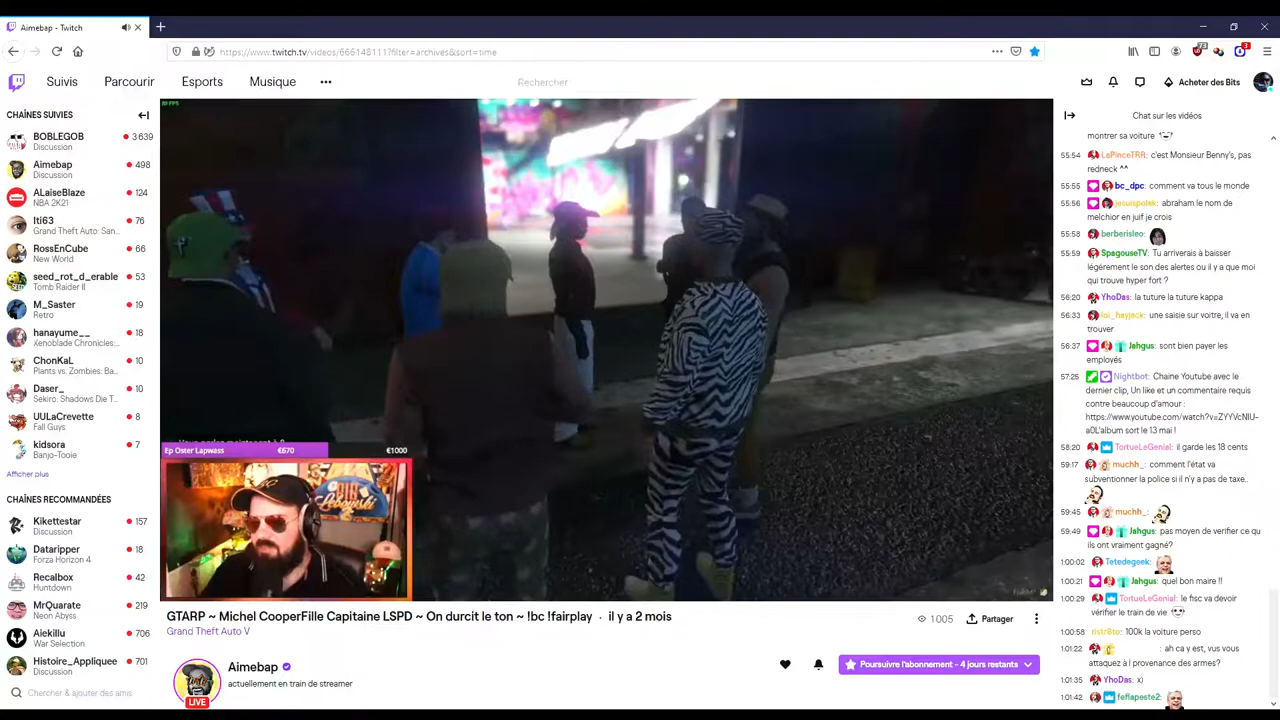 Aimebap - Twitch
https://www.twitch.tv/videos/666148111?filter=archives&sort=time
73
3
Suivis
Parcourir
Esports
Musique
Rechercher
Acheter des Bits
CHAÎNES SUIVIES
BOBLEGOB
3 639
Discussion
Aimebap
498
Discussion
ALaiseBlaze
124
NBA 2K21
Iti63
76
Grand Theft Auto: San...
RossEnCube
66
New World
seed_rot_d_erable
53
Tomb Raider II
M_Saster
19
Retro
hanayume__
18
Xenoblade Chronicles:...
ChonKaL
10
Plants vs. Zombies: Ba...
Daser_
10
Sekiro: Shadows Die T...
UULaCrevette
8
Fall Guys
kidsora
4
Banjo-Tooie
Afficher plus
CHAÎNES RECOMMANDÉES
Kikettestar
157
Discussion
Dataripper
18
Forza Horizon 4
Recalbox
42
Huntdown
MrQuarate
219
Neon Abyss
Aiekillu
706
War Selection
Histoire_Appliquee
701
Discussion
Chercher & ajouter des amis
FPS
Ep Oster Lapwass
€670
€1000
GTARP ~ Michel CooperFille Capitaine LSPD ~ On durcit le ton ~ !bc !fairplay · il y a 2 mois
Grand Theft Auto V
1005
Partager
Aimebap
actuellement en train de streamer
LIVE
Poursuivre l'abonnement - 4 jours restants
Chat sur les vidéos
montrer sa voiture
55:54 LaPinceTRR: c'est Monsieur Benny's, pas
redneck ^^
55:55 bc_dpc: comment va tous le monde
55:56 jesuispolak: abraham le nom de
melchior en juif je crois
55:58 berberisleo:
55:59 SpagouseTV: Tu arriverais à baisser
légèrement le son des alertes ou il y a que moi
qui trouve hyper fort ?
56:20 YhoDas: la tuture la tuture kappa
56:33 loi_hayjack: une saisie sur voitre, il va en
trouver
56:37 Jahgus: sont bien payer les
employés
57:25 Nightbot: Chaine Youtube avec le
dernier clip, Un like et un commentaire requis
contre beaucoup d'amour :
https://www.youtube.com/watch?v=ZYYVcNIU-
a0L'album sort le 13 mai !
58:20 TortueLeGenial: il garde les 18 cents
59:17 muchh_: comment l'état va
subventionner la police si il n'y a pas de taxe..
59:45 muchh_:
59:49 Jahgus: pas moyen de verifier ce qu
ils ont vraiment gagné?
1:00:02 Tetedegeek:
1:00:21 Jahgus: quel bon maire !!
1:00:29 TortueLeGenial: le fisc va devoir
vérifier le train de vie
1:00:58 ristr8to: 100k la voiture perso
1:01:22 : ah ca y est, vus vous
attaquez à l provenance des armes?
1:01:35 YhoDas: x)
1:01:42 feflapeste2: